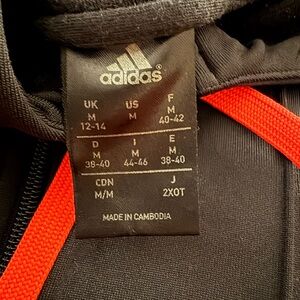 adidas
UK US F
M M M
12-14 40-42
D I E
M M M
38-40 44-46 38-40
CDN J
M/M 2XOT
MADE IN CAMBODIA